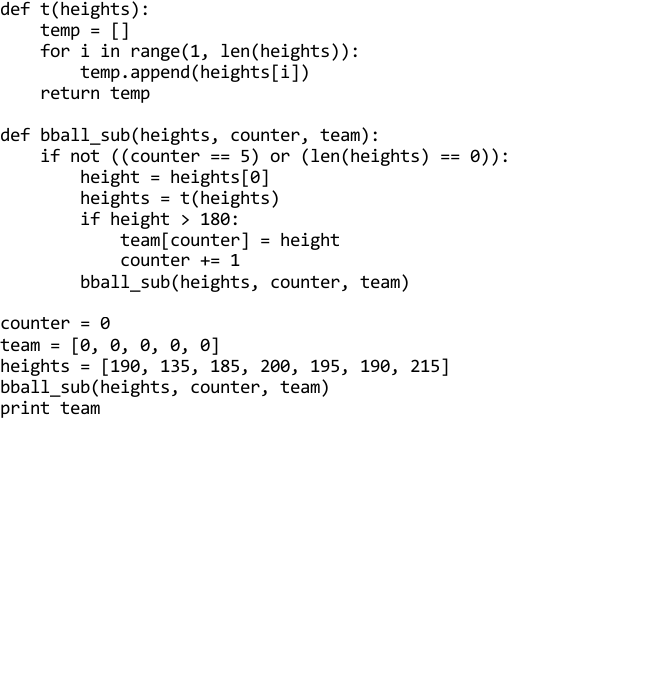 def t(heights):
    temp = []
    for i in range(1, len(heights)):
        temp.append(heights[i])
    return temp

def bball_sub(heights, counter, team):
    if not ((counter == 5) or (len(heights) == 0)):
        height = heights[0]
        heights = t(heights)
        if height > 180:
            team[counter] = height
            counter += 1
        bball_sub(heights, counter, team)

counter = 0
team = [0, 0, 0, 0, 0]
heights = [190, 135, 185, 200, 195, 190, 215]
bball_sub(heights, counter, team)
print team